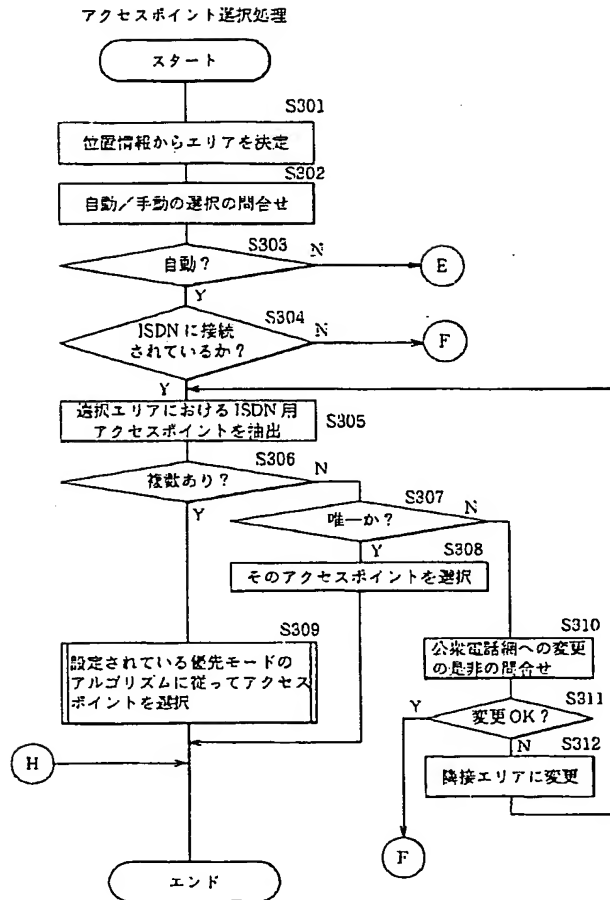 アクセスポイント選択処理
スタート
S301
位置情報からエリアを決定
S302
自動/手動の選択の問合せ
S303
自動?
N
E
Y
S304
ISDNに接続
されているか?
N
F
Y
選択エリアにおけるISDN用
アクセスポイントを抽出
S305
S306
複数あり?
N
Y
S307
唯一か?
N
Y
S308
そのアクセスポイントを選択
S309
設定されている優先モードの
アルゴリズムに従ってアクセス
ポイントを選択
S310
公衆電話網への変更
の是非の問合せ
S311
変更OK?
Y
N
S312
隣接エリアに変更
H
F
エンド